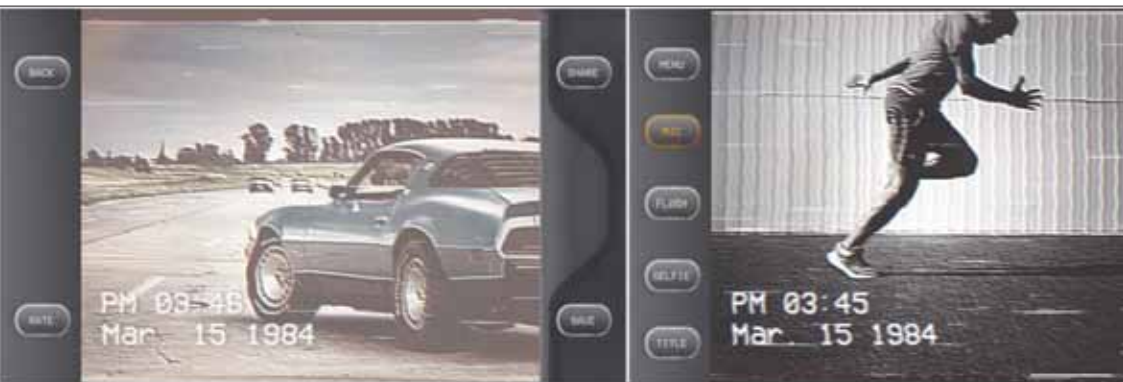 BACK
SHARE
RATE
SAVE
PM 03:46
Mar. 15 1984
MENU
FLASH
SELFIE
TITLE
PM 03:45
Mar. 15 1984